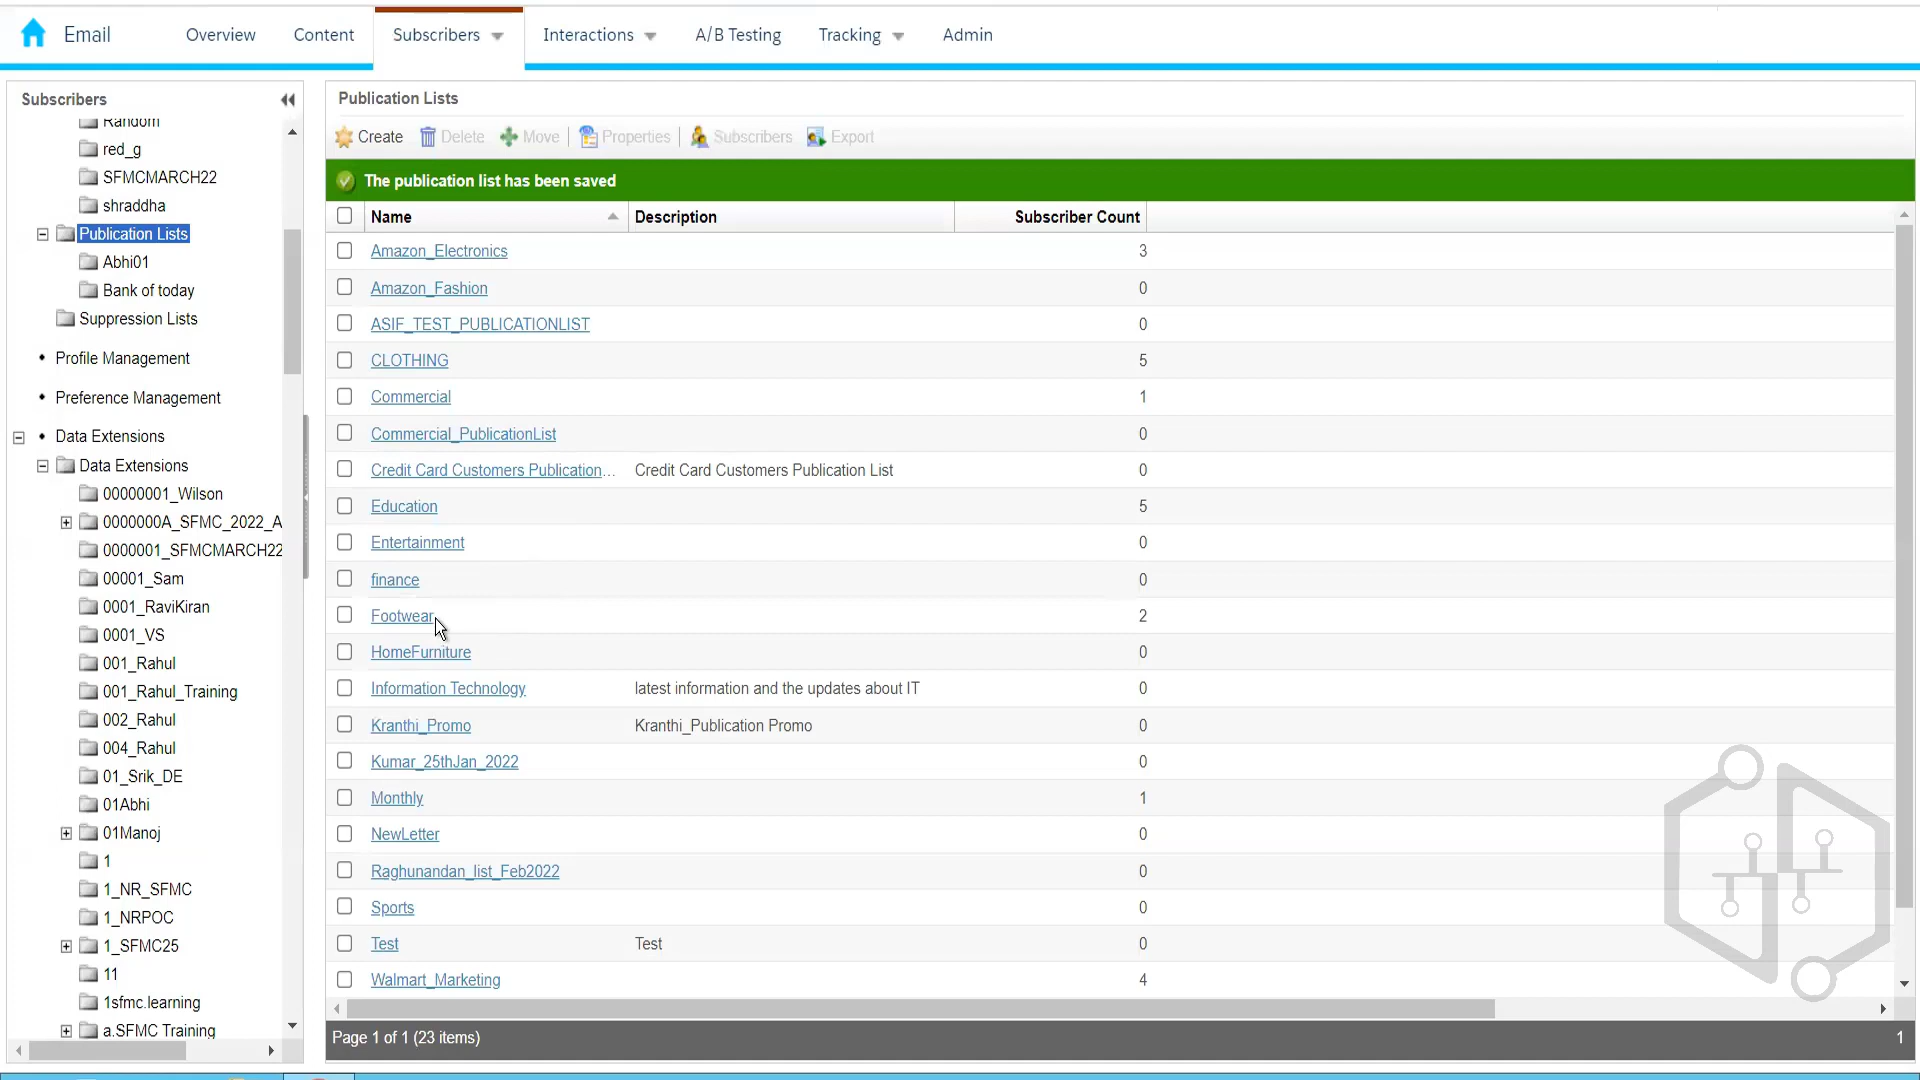 Email
Overview
Content
Subscribers
Interactions
A/B Testing
Tracking
Admin
Subscribers
Random
red_g
SFMCMARCH22
shraddha
Publication Lists
Abhi01
Bank of today
Suppression Lists
Profile Management
Preference Management
Data Extensions
Data Extensions
00000001_Wilson
0000000A_SFMC_2022_A
0000001_SFMCMARCH22
00001_Sam
0001_RaviKiran
0001_VS
001_Rahul
001_Rahul_Training
002_Rahul
004_Rahul
01_Srik_DE
01Abhi
01Manoj
1
1_NR_SFMC
1_NRPOC
1_SFMC25
11
1sfmc.learning
a.SFMC Training
Publication Lists
Create Delete Move Properties Subscribers Export
The publication list has been saved
Name Description Subscriber Count
Amazon_Electronics 3
Amazon_Fashion 0
ASIF_TEST_PUBLICATIONLIST 0
CLOTHING 5
Commercial 1
Commercial_PublicationList 0
Credit Card Customers Publication... Credit Card Customers Publication List 0
Education 5
Entertainment 0
finance 0
Footwear 2
HomeFurniture 0
Information Technology latest information and the updates about IT 0
Kranthi_Promo Kranthi_Publication Promo 0
Kumar_25thJan_2022 0
Monthly 1
NewLetter 0
Raghunandan_list_Feb2022 0
Sports 0
Test Test 0
Walmart_Marketing 4
Page 1 of 1 (23 items) 1